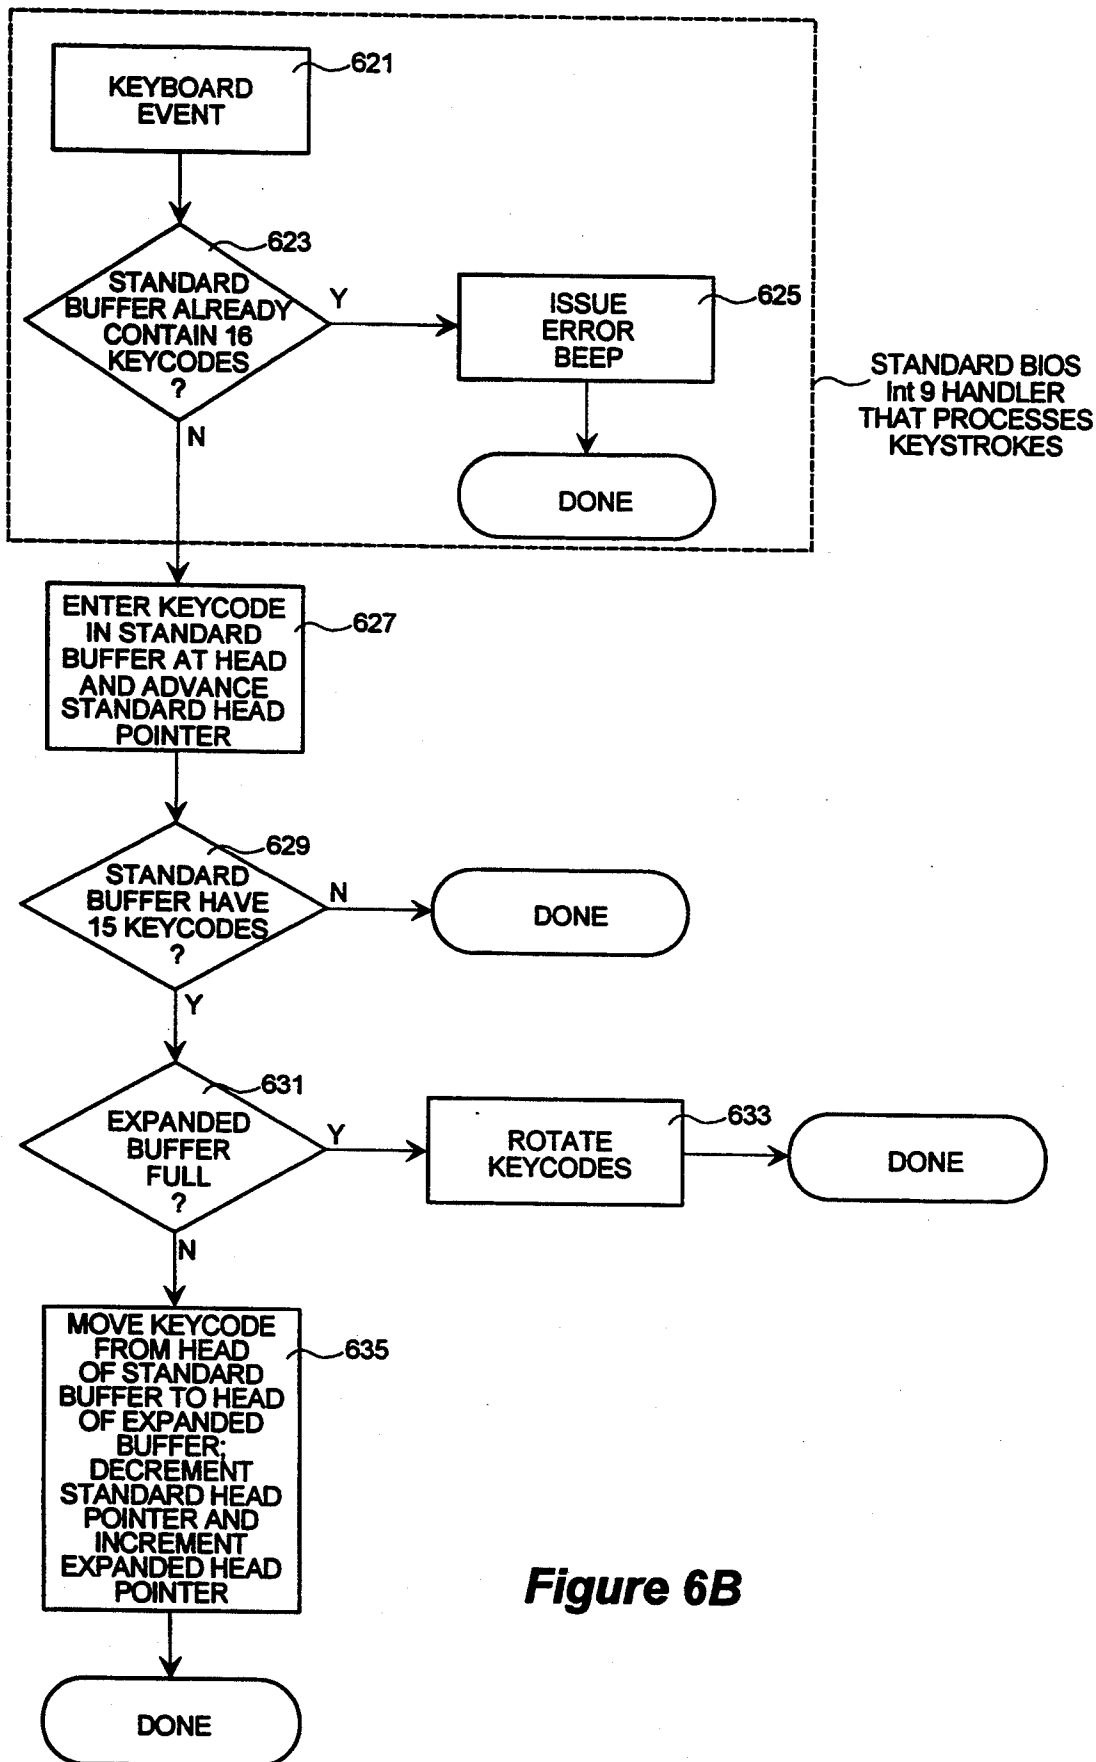 KEYBOARD
EVENT
621
623
STANDARD
BUFFER ALREADY
CONTAIN 16
KEYCODES
?
Y
N
ISSUE
ERROR
BEEP
625
DONE
STANDARD BIOS
Int 9 HANDLER
THAT PROCESSES
KEYSTROKES
ENTER KEYCODE
IN STANDARD
BUFFER AT HEAD
AND ADVANCE
STANDARD HEAD
POINTER
627
629
STANDARD
BUFFER HAVE
15 KEYCODES
?
N
DONE
Y
631
EXPANDED
BUFFER
FULL
?
Y
ROTATE
KEYCODES
633
DONE
N
MOVE KEYCODE
FROM HEAD
OF STANDARD
BUFFER TO HEAD
OF EXPANDED
BUFFER;
DECREMENT
STANDARD HEAD
POINTER AND
INCREMENT
EXPANDED HEAD
POINTER
635
DONE
Figure 6B